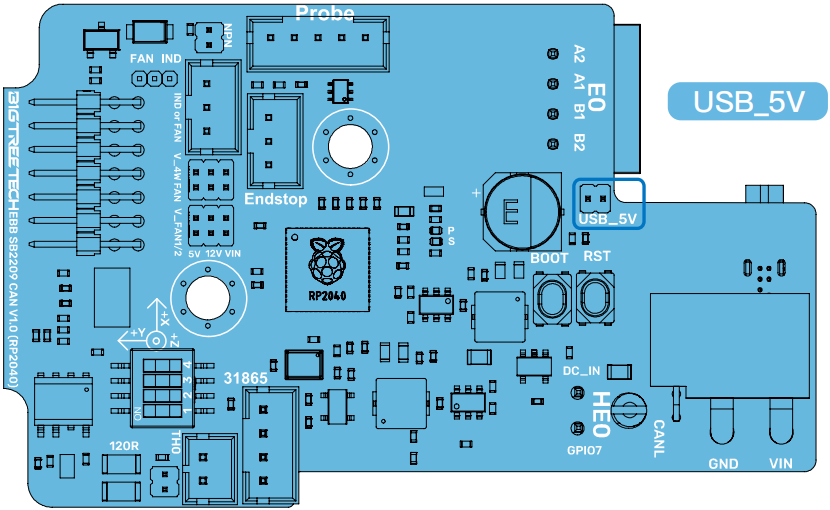 Probe
NPN
FAN IND
IND or FAN
A2
A1
B1
B2
E0
USB_5V
BIGTREETECH EBB SB2209 CAN V1.0 (RP2040)
V_4W FAN
V_FAN1/2
5V 12V VIN
Endstop
+
E
USB_5V
P
S
BOOT
RST
RP2040
+X
+Y
+Z
ON
1 2 3 4
31865
DC_IN
HE0
GPIO7
CANL
120R
TH0
GND
VIN